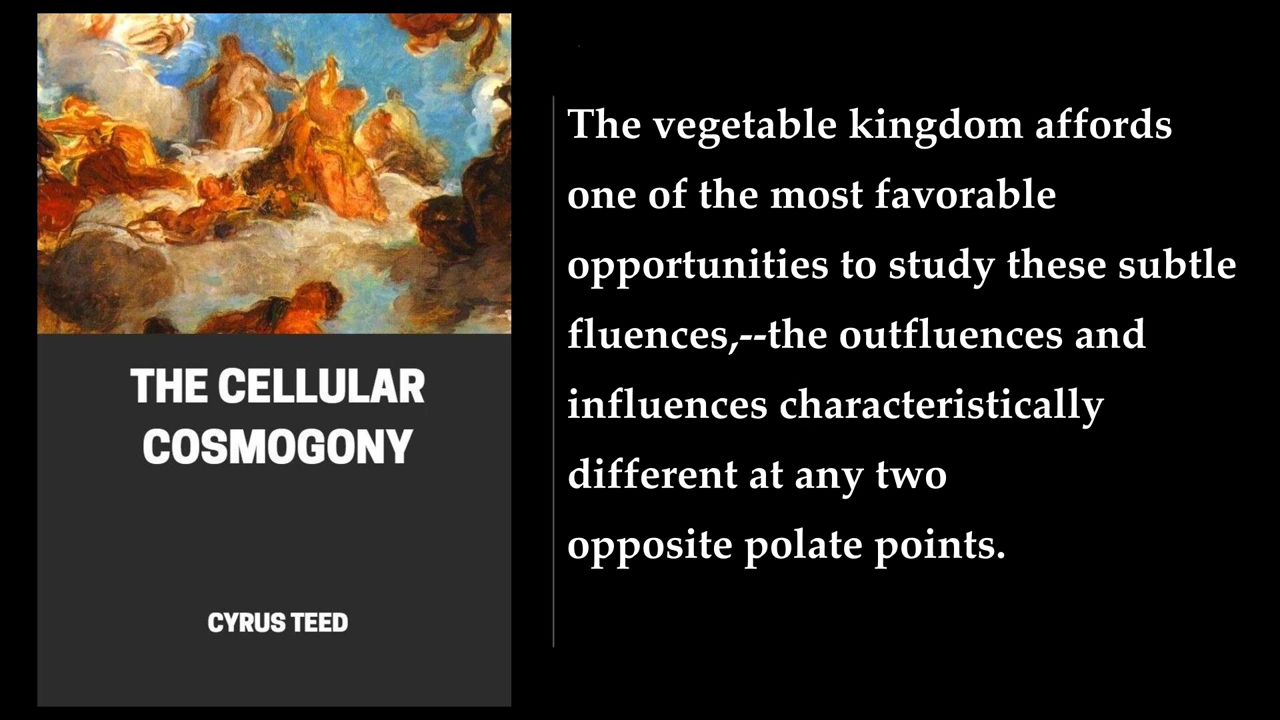 THE CELLULAR
COSMOGONY
CYRUS TEED
The vegetable kingdom affords
one of the most favorable
opportunities to study these subtle
fluences,--the outfluences and
influences characteristically
different at any two
opposite polate points.